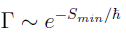 Γ ∼ e^{-S_{min}/ℏ}